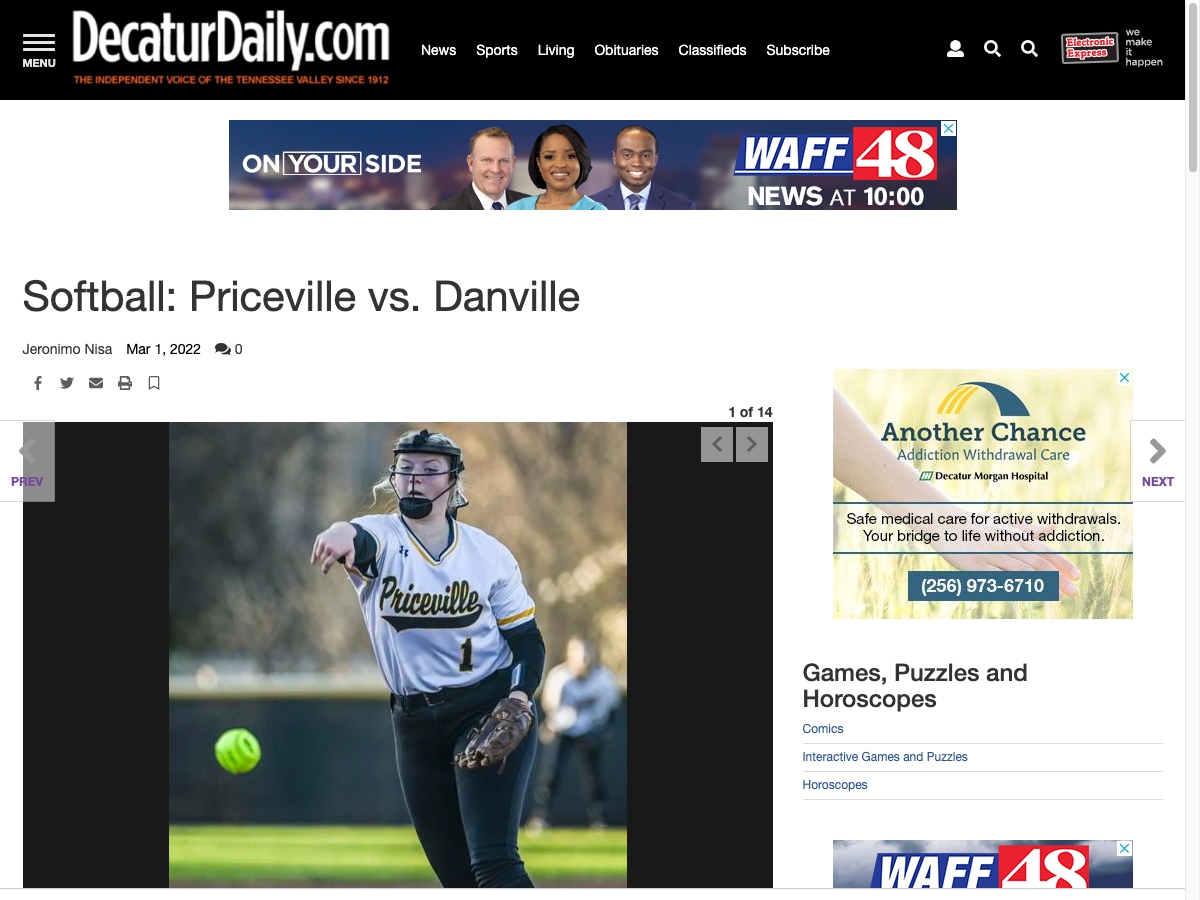 MENU
DecaturDaily.com
THE INDEPENDENT VOICE OF THE TENNESSEE VALLEY SINCE 1912
News
Sports
Living
Obituaries
Classifieds
Subscribe
Electronic
Express
we
make
it
happen
ON YOUR SIDE
WAFF 48
NEWS AT 10:00
Softball: Priceville vs. Danville
Jeronimo Nisa Mar 1, 2022 0
1 of 14
PREV
Priceville
1
NEXT
Another Chance
Addiction Withdrawal Care
Decatur Morgan Hospital
Safe medical care for active withdrawals.
Your bridge to life without addiction.
(256) 973-6710
Games, Puzzles and
Horoscopes
Comics
Interactive Games and Puzzles
Horoscopes
WAFF 48